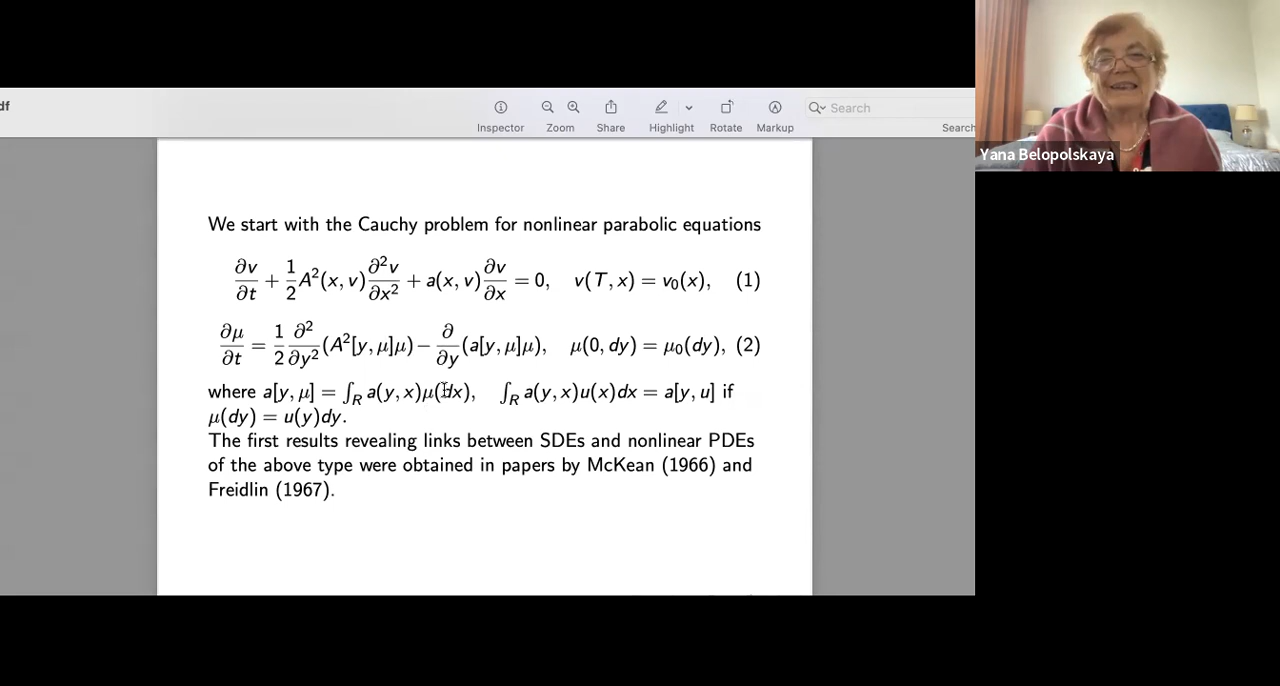 df
Inspector Zoom Share Highlight Rotate Markup Search
Search
Yana Belopolskaya
We start with the Cauchy problem for nonlinear parabolic equations
∂v/∂t + 1/2 A²(x, v) ∂²v/∂x² + a(x, v) ∂v/∂x = 0, v(T, x) = v₀(x), (1)
∂μ/∂t = 1/2 ∂²/∂y² (A²[y, μ]μ) − ∂/∂y (a[y, μ]μ), μ(0, dy) = μ₀(dy), (2)
where a[y, μ] = ∫_R a(y, x)μ(dx), ∫_R a(y, x)u(x)dx = a[y, u] if
μ(dy) = u(y)dy.
The first results revealing links between SDEs and nonlinear PDEs
of the above type were obtained in papers by McKean (1966) and
Freidlin (1967).